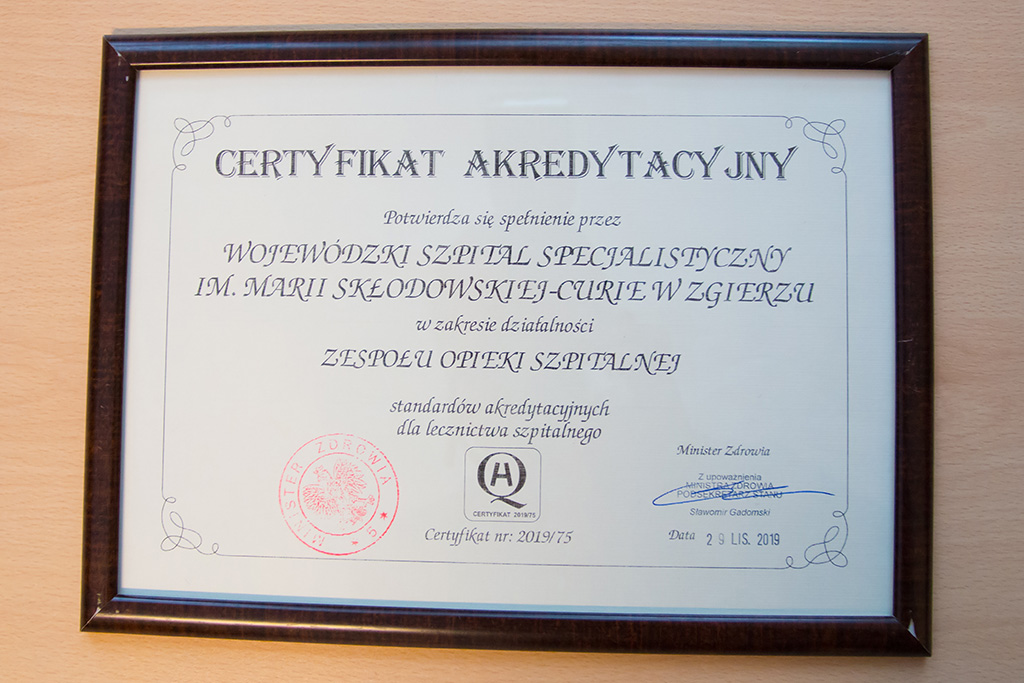 CERTYFIKAT AKREDYTACYJNY
Potwierdza się spełnienie przez
WOJEWÓDZKI SZPITAL SPECJALISTYCZNY
IM. MARII SKŁODOWSKIEJ-CURIE W ZGIERZU
w zakresie działalności
ZESPOŁU OPIEKI SZPITALNEJ
standardów akredytacyjnych
dla lecznictwa szpitalnego
MINISTER ZDROWIA
* 5 *
HQ
CERTYFIKAT 2019/75
Certyfikat nr: 2019/75
Minister Zdrowia
Z upoważnienia
MINISTRA ZDROWIA
PODSEKRETARZ STANU
Sławomir Gadomski
Data 29 LIS. 2019